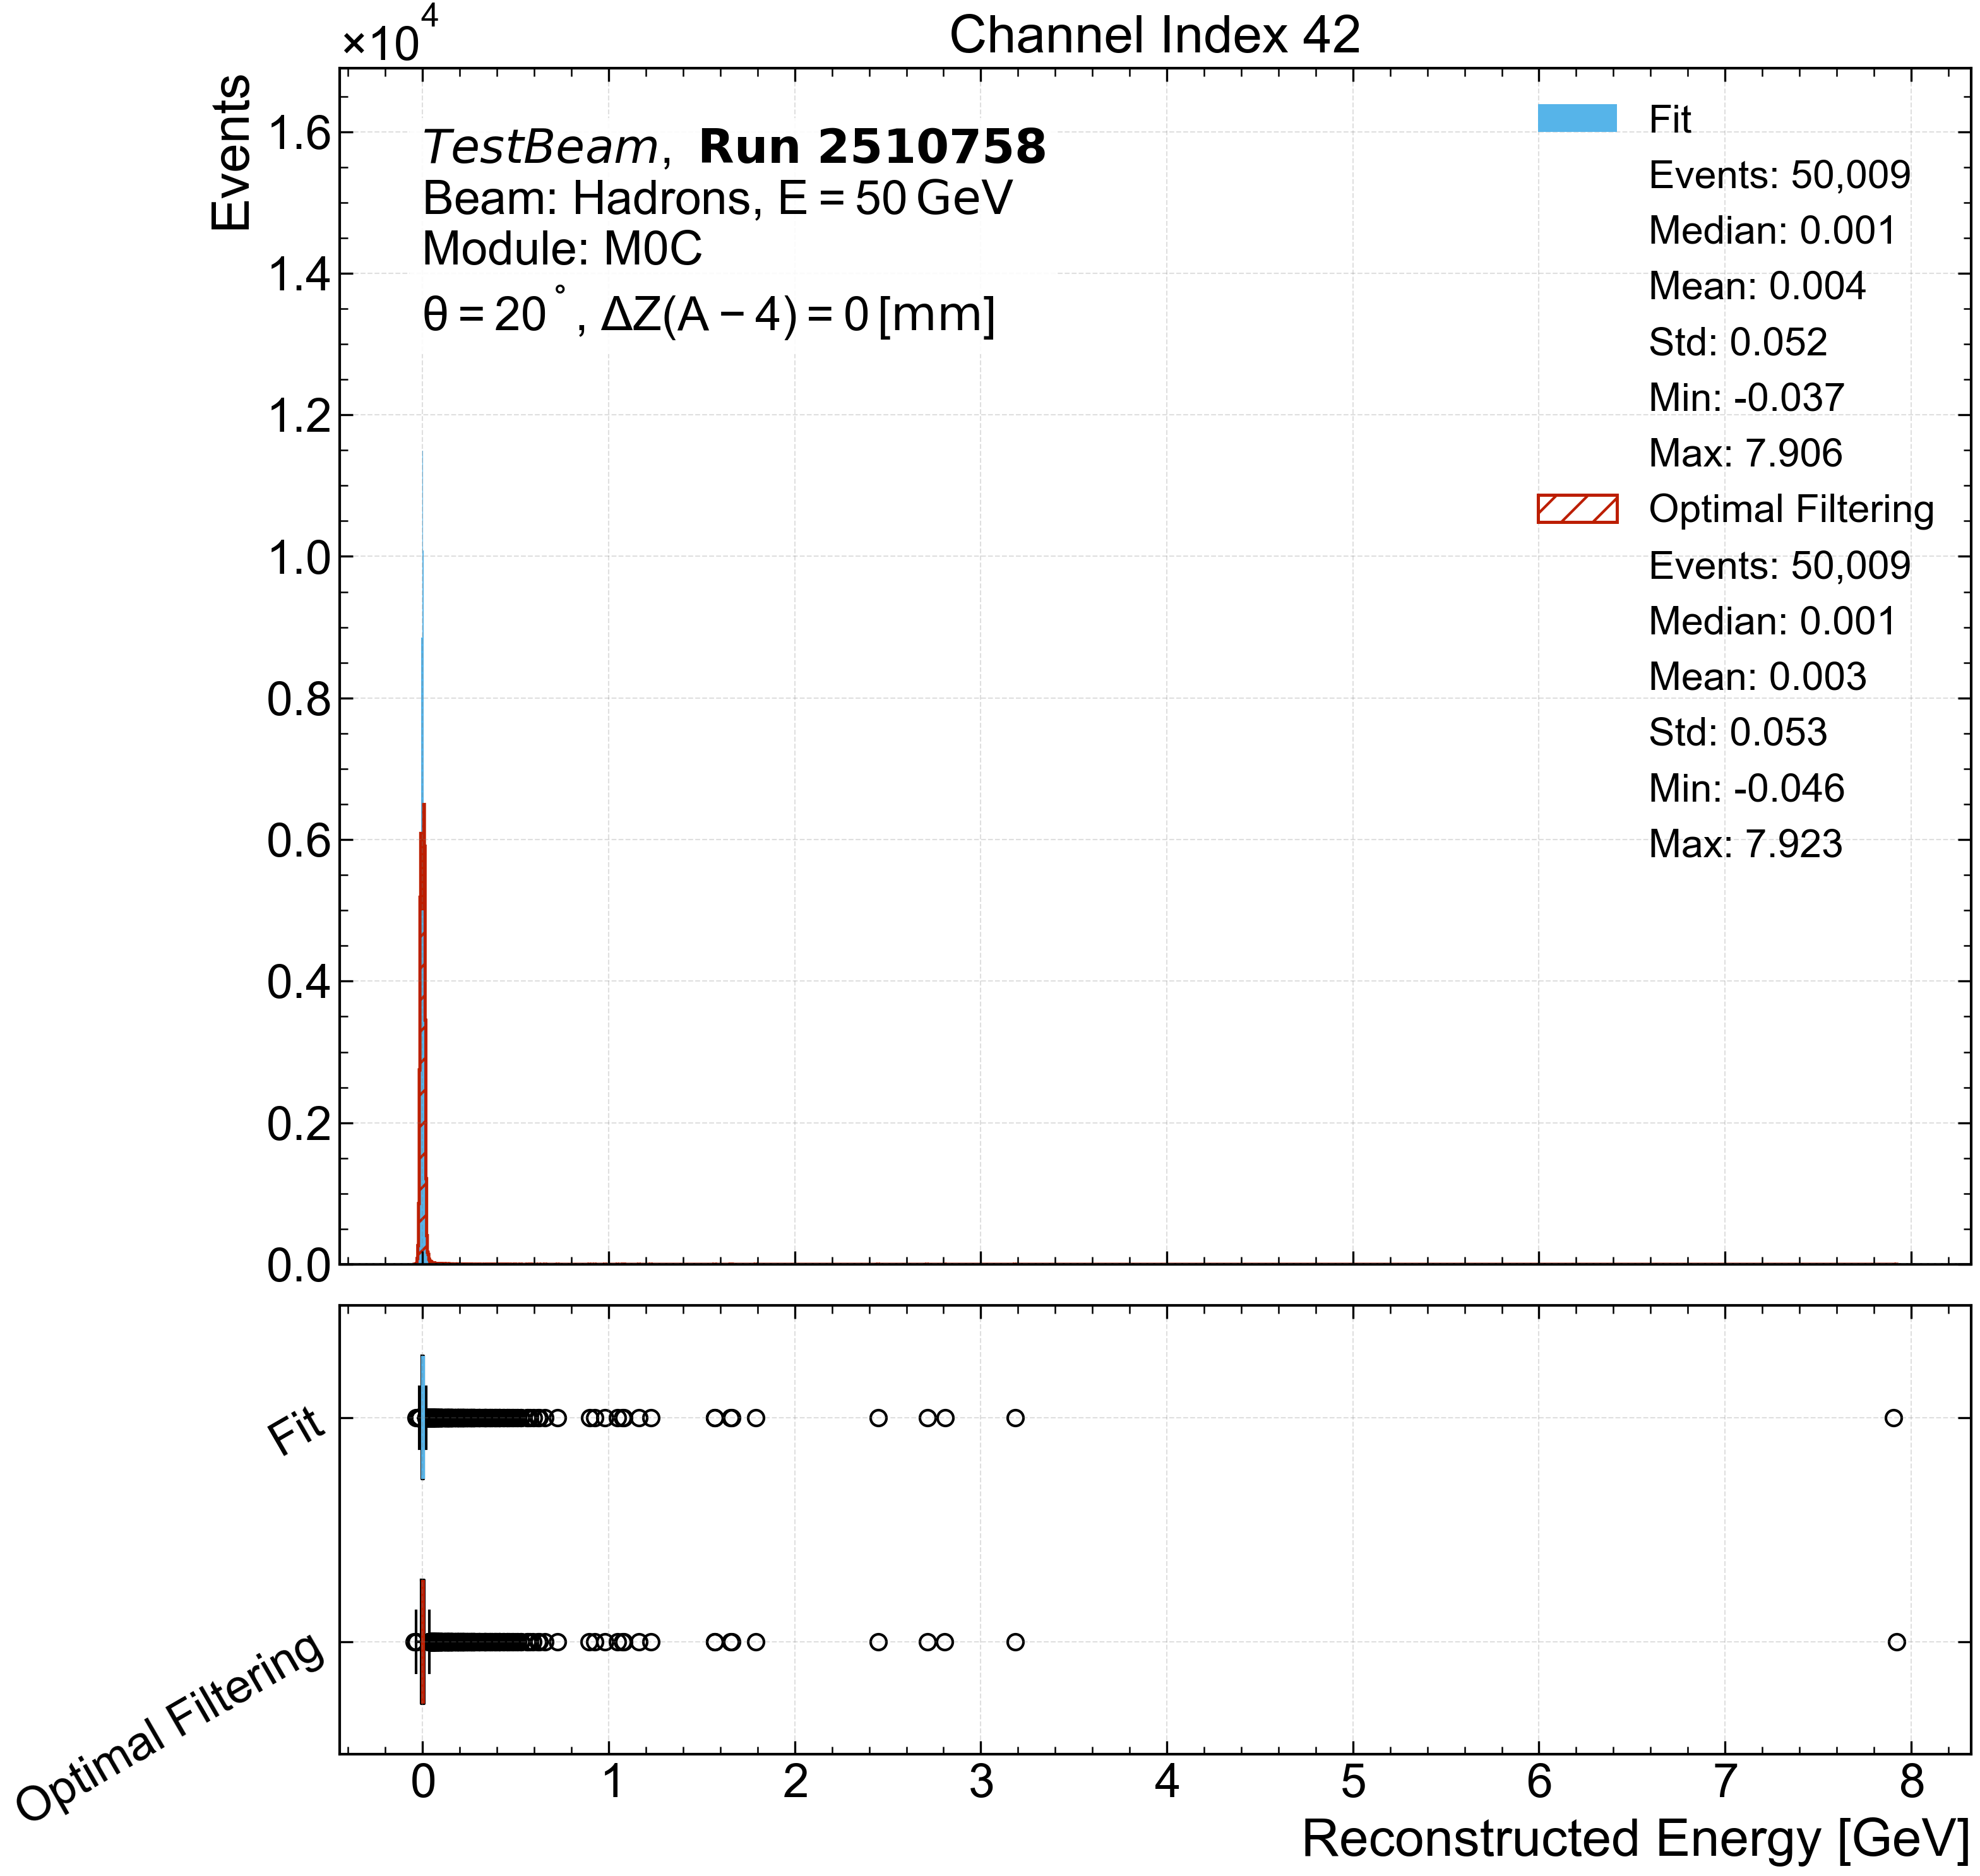 Channel Index 42
×10⁴
Events
1.6
1.4
1.2
1.0
0.8
0.6
0.4
0.2
0.0
TestBeam, Run 2510758
Beam: Hadrons, E = 50 GeV
Module: M0C
θ = 20°, ΔZ(A − 4) = 0 [mm]
Fit
Events: 50,009
Median: 0.001
Mean: 0.004
Std: 0.052
Min: -0.037
Max: 7.906
Optimal Filtering
Events: 50,009
Median: 0.001
Mean: 0.003
Std: 0.053
Min: -0.046
Max: 7.923
Fit
Optimal Filtering
0 1 2 3 4 5 6 7 8
Reconstructed Energy [GeV]